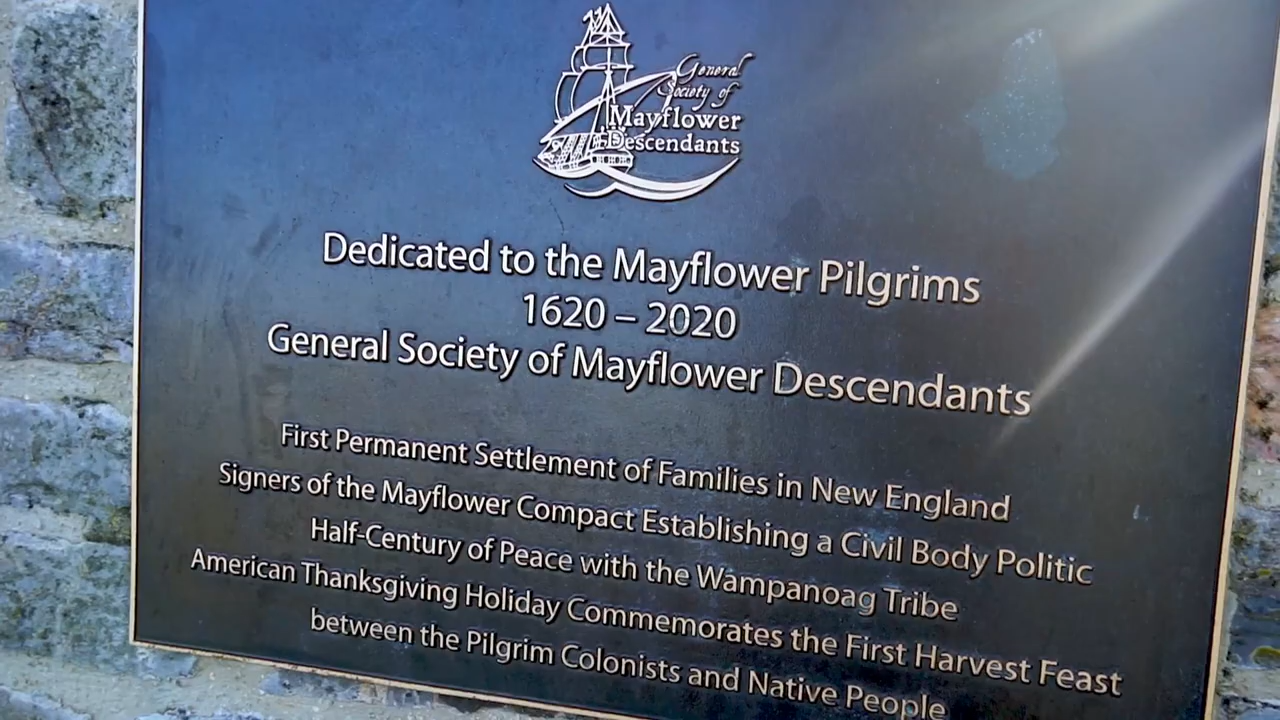 General
Society of
Mayflower
Descendants
Dedicated to the Mayflower Pilgrims
1620 – 2020
General Society of Mayflower Descendants
First Permanent Settlement of Families in New England
Signers of the Mayflower Compact Establishing a Civil Body Politic
Half-Century of Peace with the Wampanoag Tribe
American Thanksgiving Holiday Commemorates the First Harvest Feast
between the Pilgrim Colonists and Native People